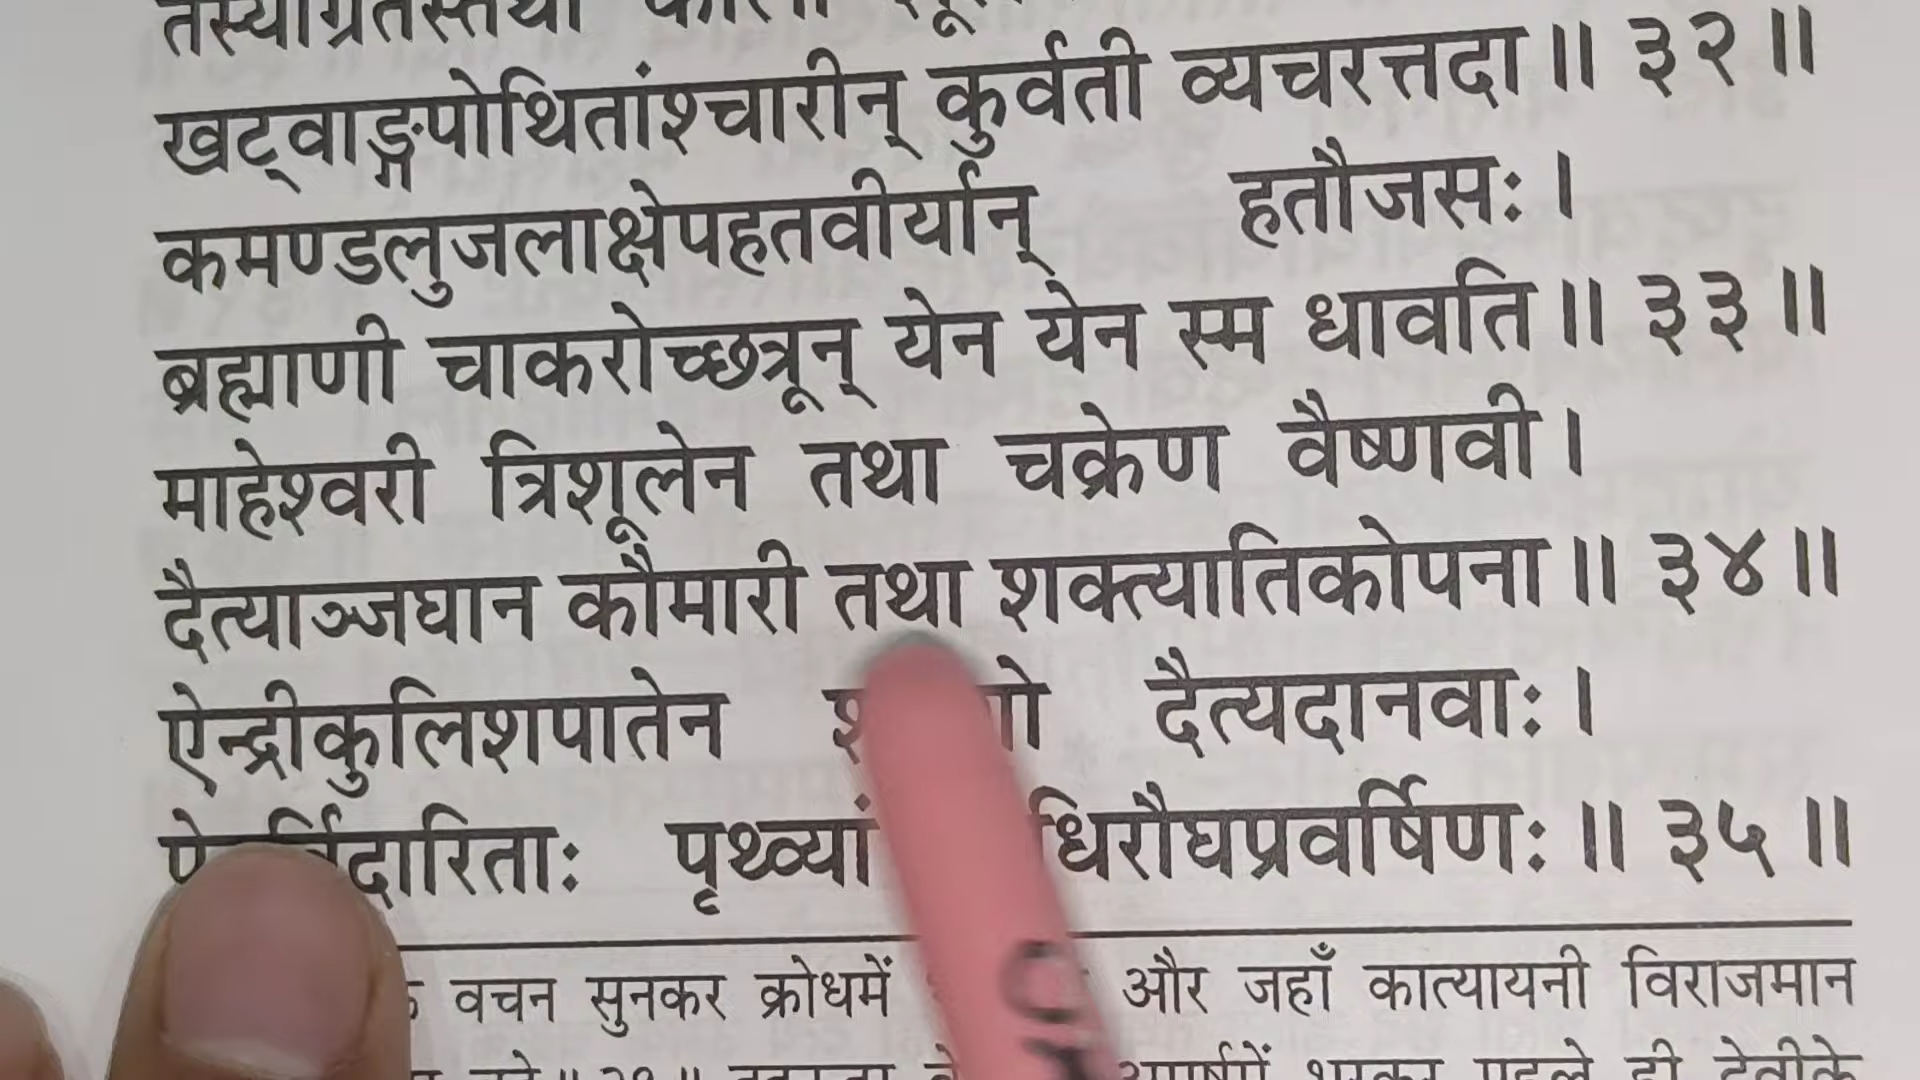 खट्वाङ्गपोथितांश्चारीन् कुर्वती व्यचरत्तदा॥ ३२॥
कमण्डलुजलाक्षेपहतवीर्यान् हतौजसः।
ब्रह्माणी चाकरोच्छत्रून् येन येन स्म धावति॥ ३३॥
माहेश्वरी त्रिशूलेन तथा चक्रेण वैष्णवी।
दैत्याञ्जघान कौमारी तथा शक्त्यातिकोपना॥ ३४॥
ऐन्द्रीकुलिशपातेन दैत्यदानवाः।
पृथ्व्यां धिरौघप्रवर्षिणः॥ ३५॥
वचन सुनकर क्रोधमें और जहाँ कात्यायनी विराजमान